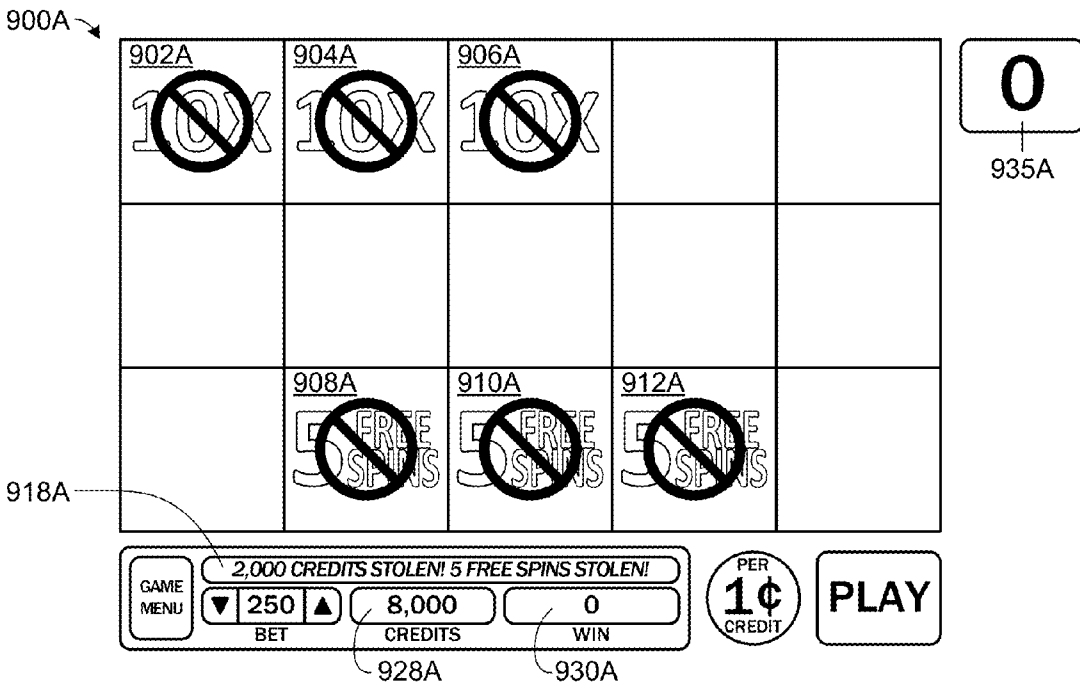 900A
902A 904A 906A
10X 10X 10X
0
935A
908A 910A 912A
5 FREE SPINS 5 FREE SPINS 5 FREE SPINS
918A
2,000 CREDITS STOLEN! 5 FREE SPINS STOLEN!
GAME MENU
▼ 250 ▲ 8,000 0
BET CREDITS WIN
PER
1¢
CREDIT
PLAY
928A 930A